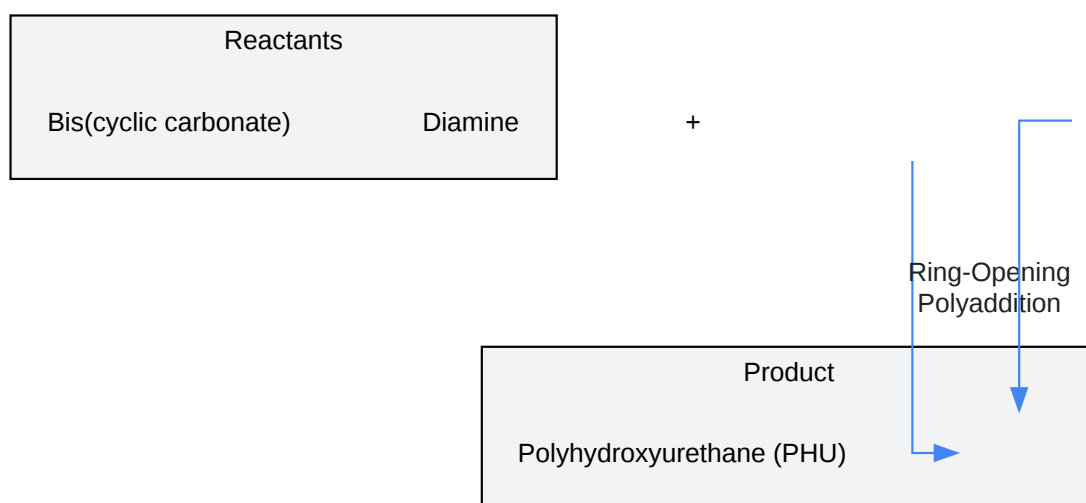 Reactants
Bis(cyclic carbonate) Diamine +
Ring-Opening
Polyaddition
Product
Polyhydroxyurethane (PHU)